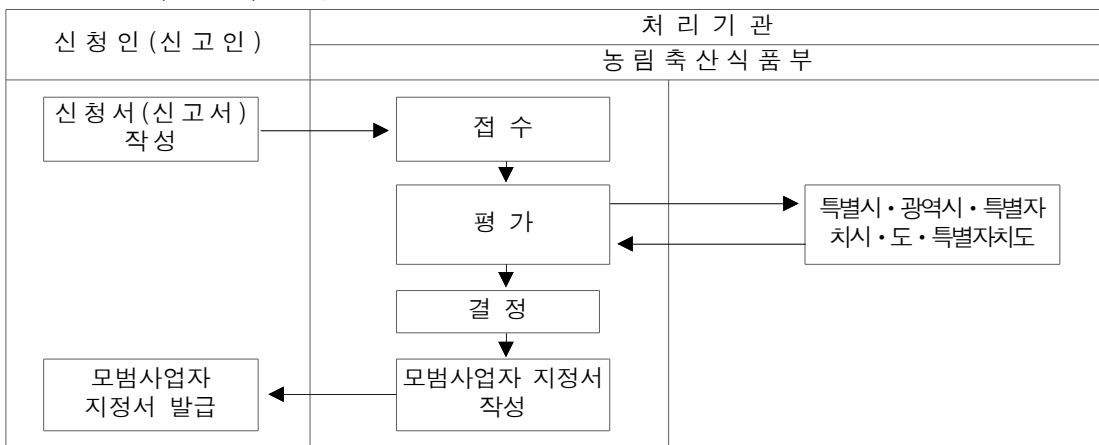 신청인(신고인)
처리기관
농림축산식품부
신청서(신고서)
작성
접수
평가
특별시·광역시·특별자
치시·도·특별자치도
결정
모범사업자
지정서 발급
모범사업자 지정서
작성